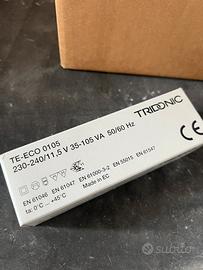 TRIDONIC
TE-ECO 0105
230-240/11,5 V 35-105 VA 50/60 Hz
CE
EN 61046 EN 61047 EN 61000-3-2 EN 55015 EN 61547
ta: 0°C ... +45°C Made in EC
subito